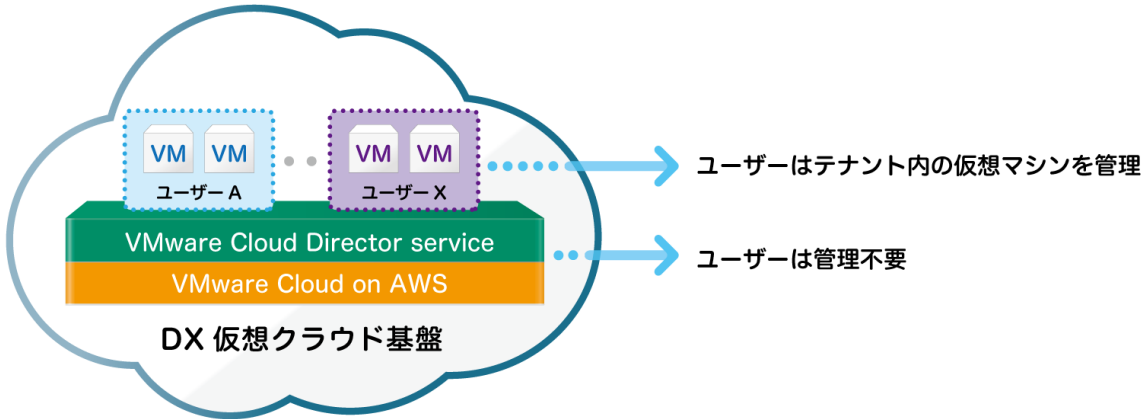 VM VM
ユーザー A
VM VM
ユーザー X
ユーザーはテナント内の仮想マシンを管理
VMware Cloud Director service
ユーザーは管理不要
VMware Cloud on AWS
DX 仮想クラウド基盤